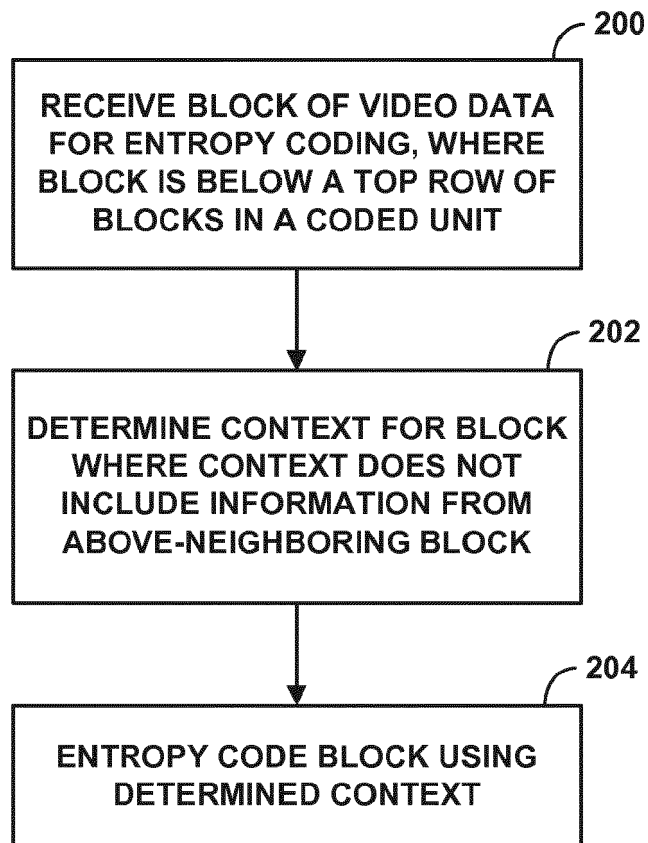 200
RECEIVE BLOCK OF VIDEO DATA
FOR ENTROPY CODING, WHERE
BLOCK IS BELOW A TOP ROW OF
BLOCKS IN A CODED UNIT
202
DETERMINE CONTEXT FOR BLOCK
WHERE CONTEXT DOES NOT
INCLUDE INFORMATION FROM
ABOVE-NEIGHBORING BLOCK
204
ENTROPY CODE BLOCK USING
DETERMINED CONTEXT